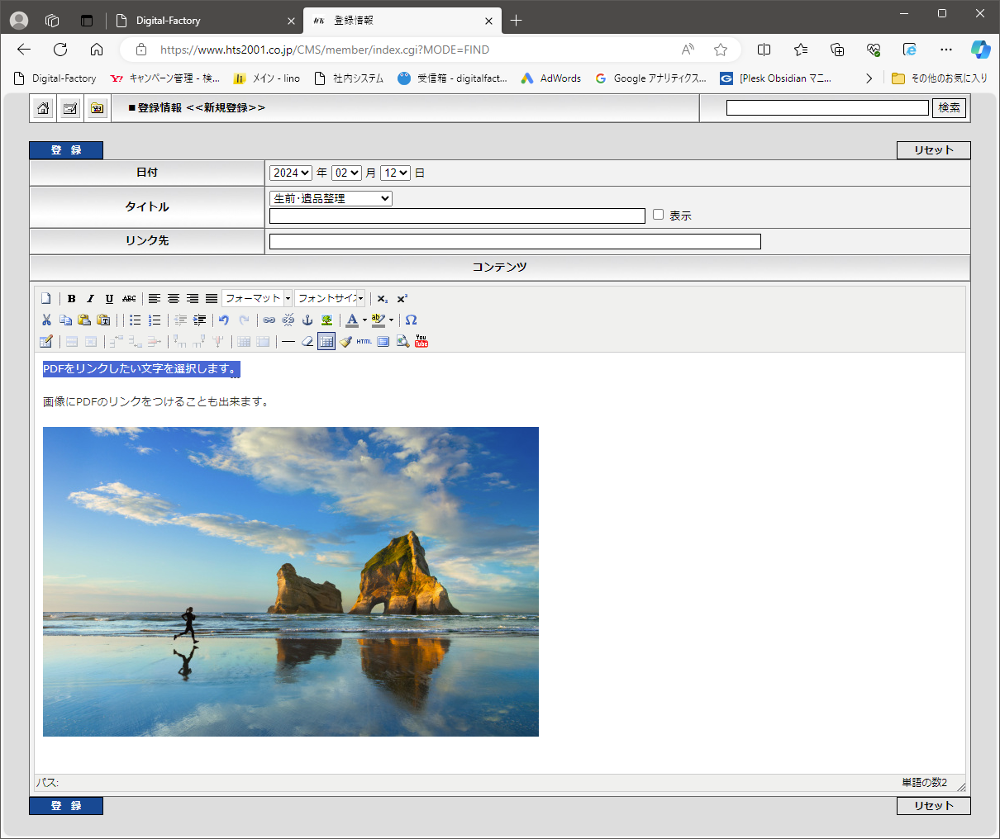 Digital-Factory
HTS 登録情報
https://www.hts2001.co.jp/CMS/member/index.cgi?MODE=FIND
Digital-Factory
キャンペーン管理 - 検...
メイン - lino
社内システム
受信箱 - digitalfact...
AdWords
Google アナリティクス...
[Plesk Obsidian マニ...
その他のお気に入り
■登録情報 <<新規登録>>
検索
登 録
リセット
日付
2024 年 02 月 12 日
タイトル
生前･遺品整理
表示
リンク先
コンテンツ
B I U ABC フォーマット フォントサイズ x₂ x²
A ab Ω
HTML You Tube
PDFをリンクしたい文字を選択します。
画像にPDFのリンクをつけることも出来ます。
パス:
単語の数2
登 録
リセット